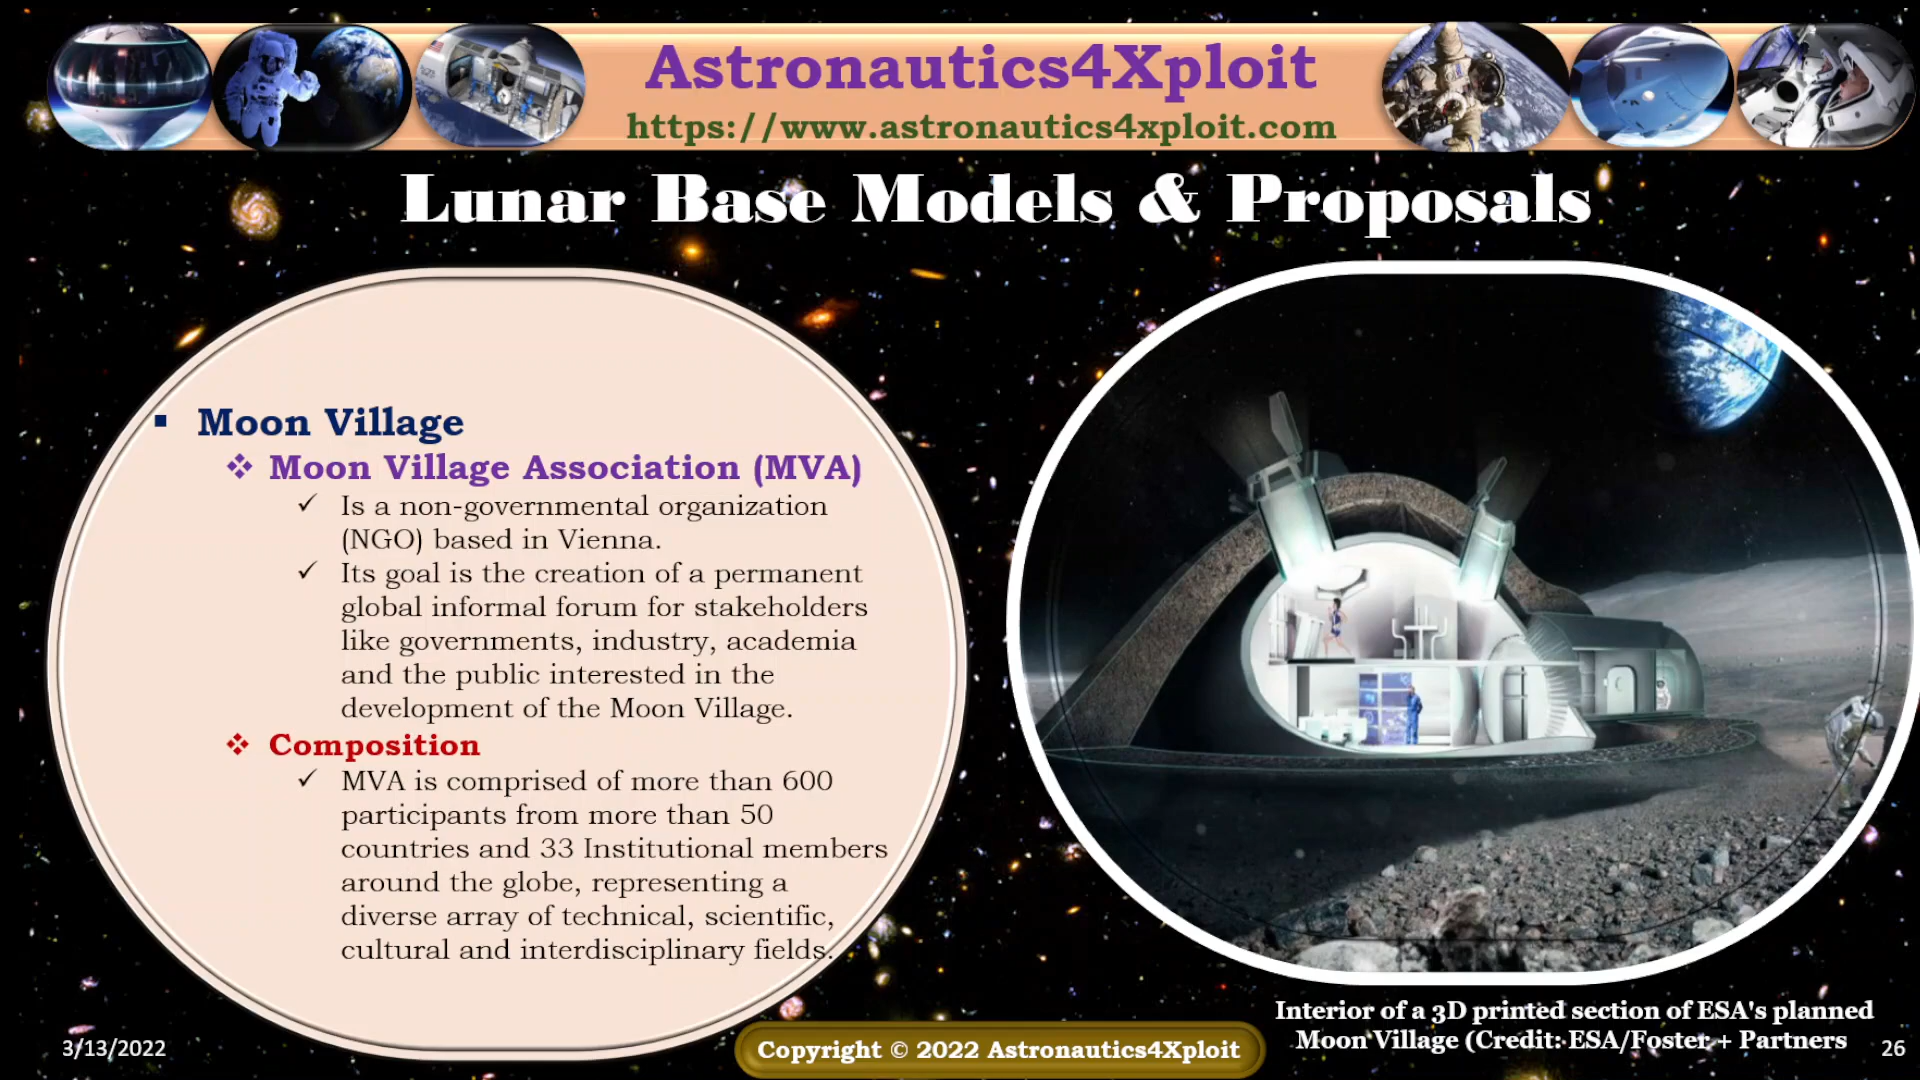 Astronautics4Xploit
https://www.astronautics4xploit.com
Lunar Base Models & Proposals
▪ Moon Village
❖ Moon Village Association (MVA)
✓ Is a non-governmental organization
(NGO) based in Vienna.
✓ Its goal is the creation of a permanent
global informal forum for stakeholders
like governments, industry, academia
and the public interested in the
development of the Moon Village.
❖ Composition
✓ MVA is comprised of more than 600
participants from more than 50
countries and 33 Institutional members
around the globe, representing a
diverse array of technical, scientific,
cultural and interdisciplinary fields.
Interior of a 3D printed section of ESA's planned
Moon Village (Credit: ESA/Foster + Partners
3/13/2022
Copyright © 2022 Astronautics4Xploit
26